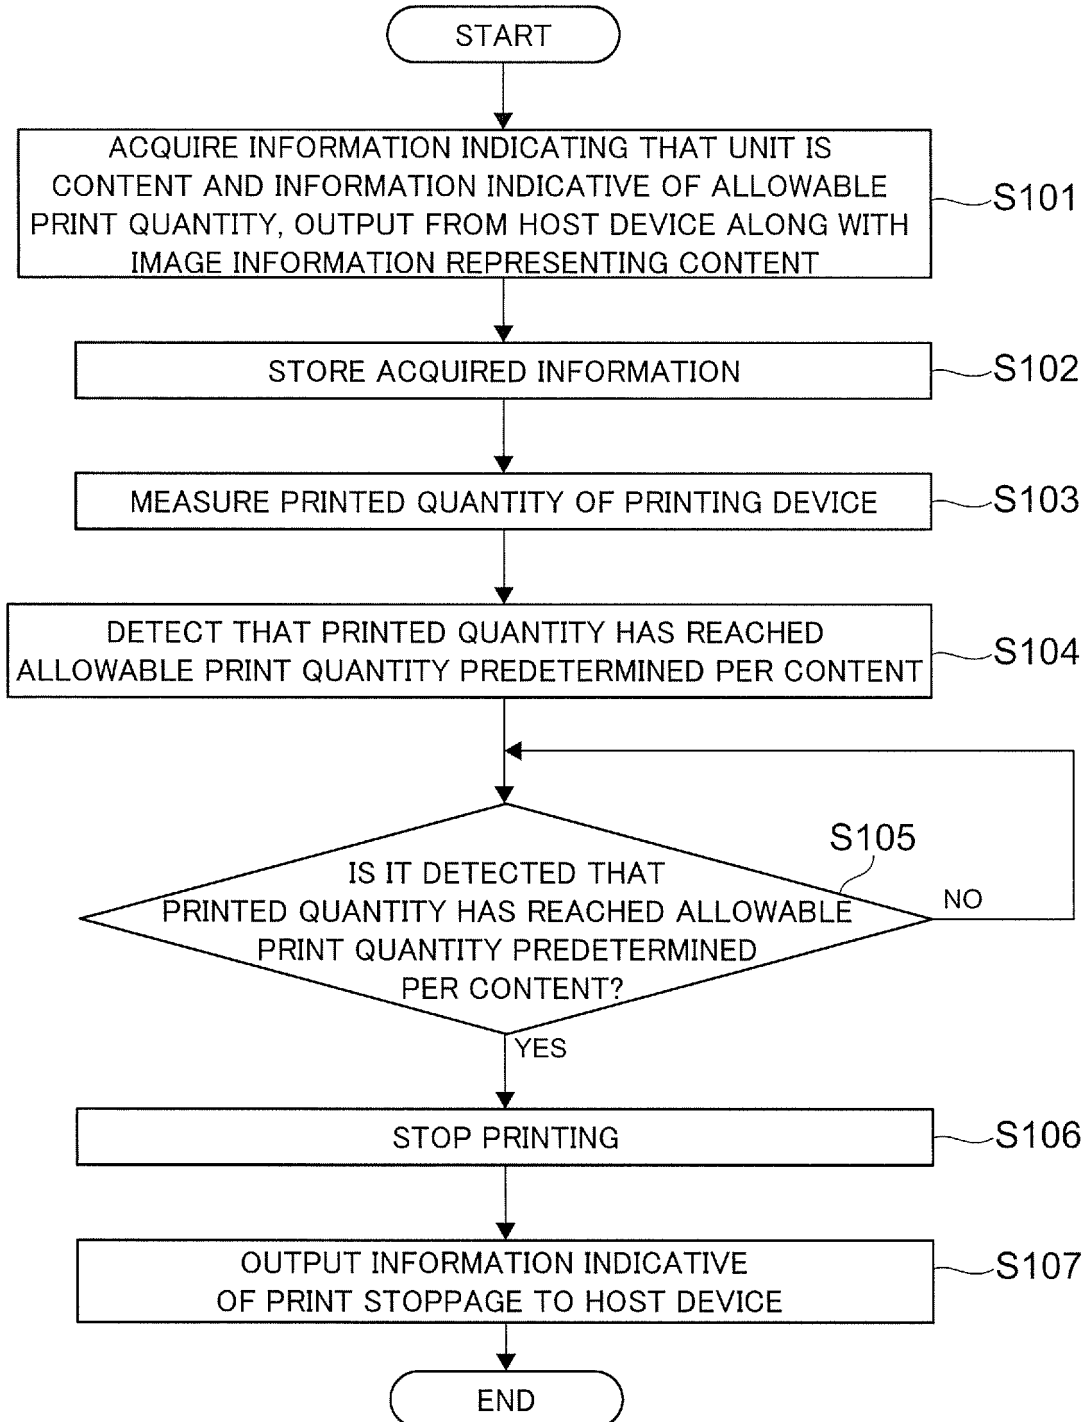 START
ACQUIRE INFORMATION INDICATING THAT UNIT IS
CONTENT AND INFORMATION INDICATIVE OF ALLOWABLE
PRINT QUANTITY, OUTPUT FROM HOST DEVICE ALONG WITH
IMAGE INFORMATION REPRESENTING CONTENT
S101
STORE ACQUIRED INFORMATION
S102
MEASURE PRINTED QUANTITY OF PRINTING DEVICE
S103
DETECT THAT PRINTED QUANTITY HAS REACHED
ALLOWABLE PRINT QUANTITY PREDETERMINED PER CONTENT
S104
S105
IS IT DETECTED THAT
PRINTED QUANTITY HAS REACHED ALLOWABLE
PRINT QUANTITY PREDETERMINED
PER CONTENT?
NO
YES
STOP PRINTING
S106
OUTPUT INFORMATION INDICATIVE
OF PRINT STOPPAGE TO HOST DEVICE
S107
END